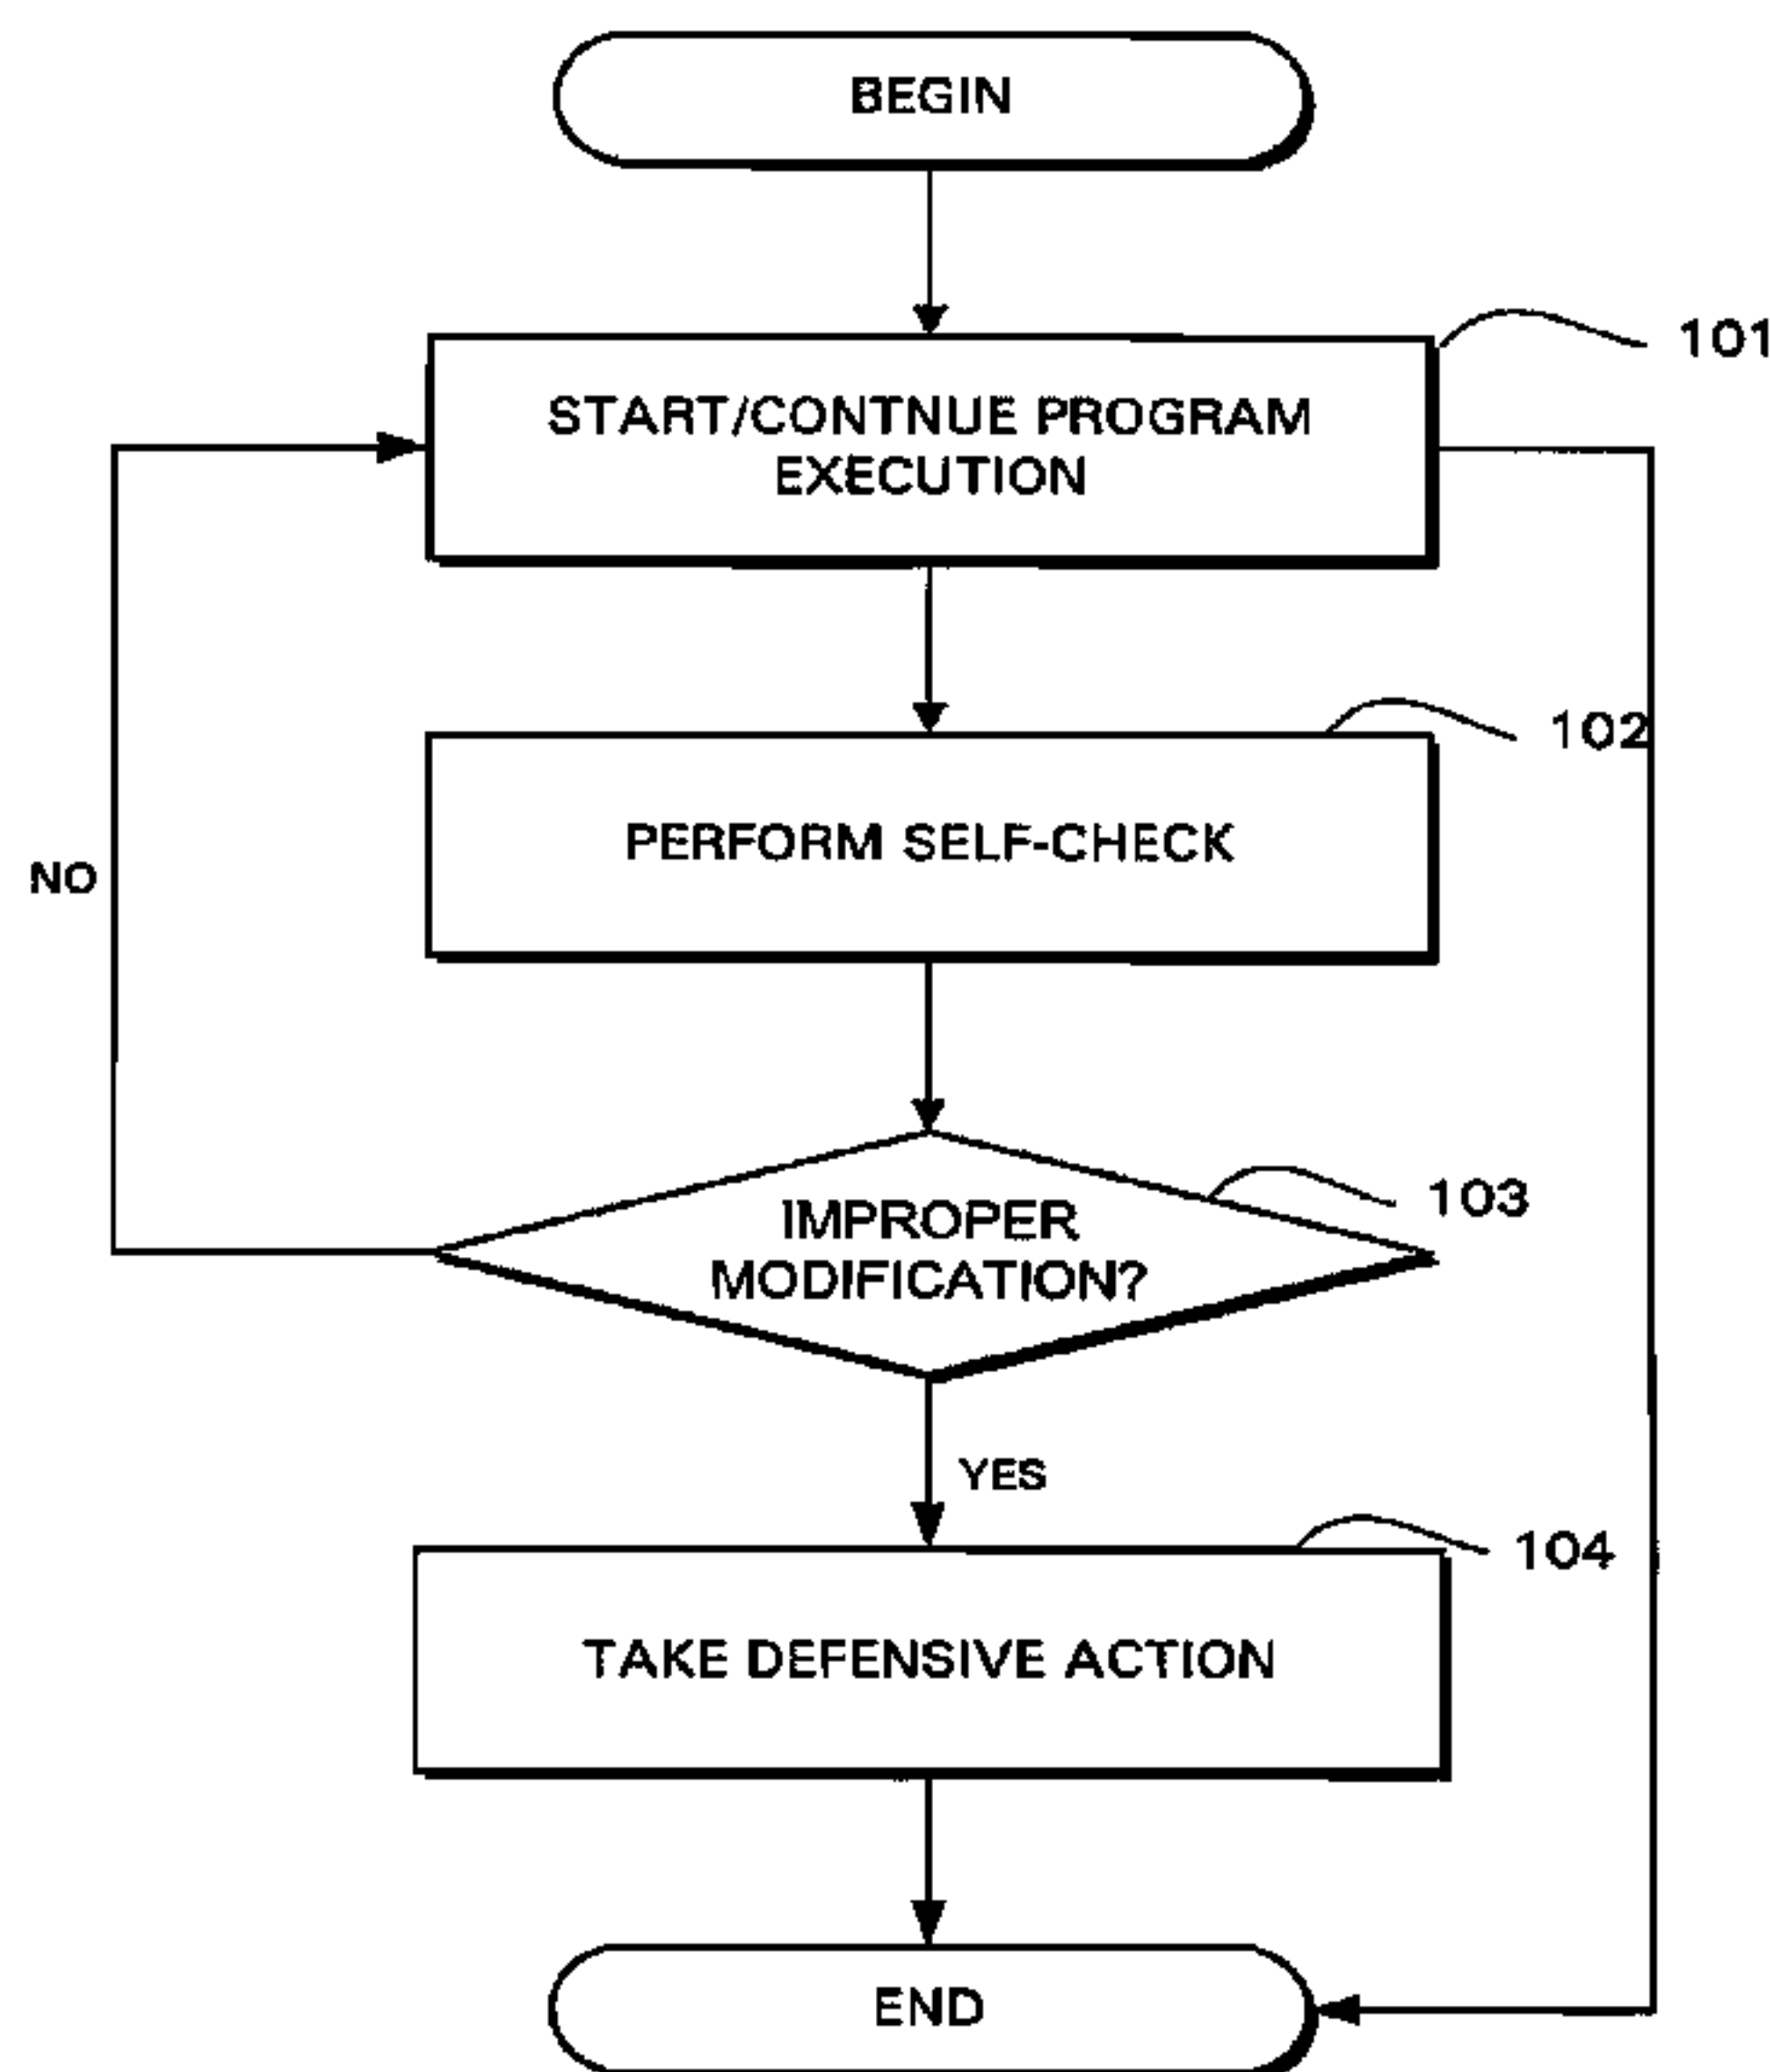 BEGIN
101
START/CONTNUE PROGRAM
EXECUTION
102
PERFORM SELF-CHECK
NO
103
IMPROPER
MODIFICATION?
YES
104
TAKE DEFENSIVE ACTION
END